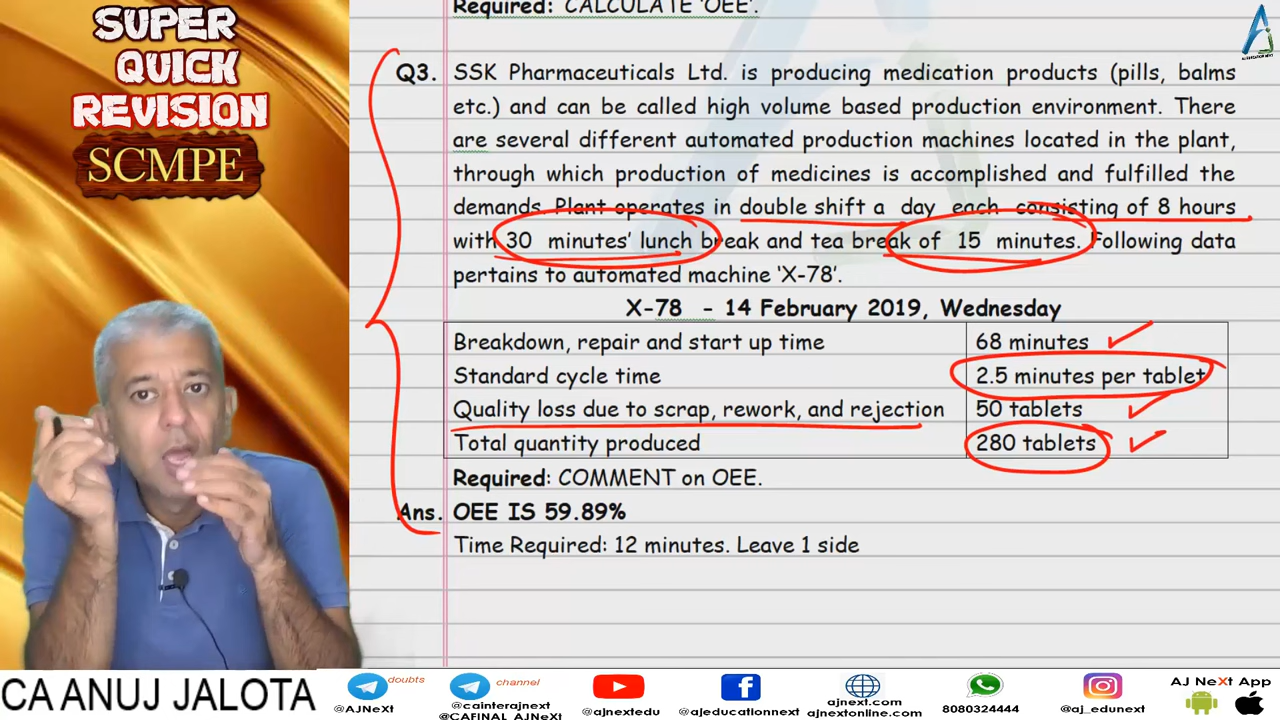 Required: CALCULATE 'OEE'.
SUPER
QUICK
REVISION
SCMPE
Q3. SSK Pharmaceuticals Ltd. is producing medication products (pills, balms
etc.) and can be called high volume based production environment. There
are several different automated production machines located in the plant,
through which production of medicines is accomplished and fulfilled the
demands. Plant operates in double shift a day each consisting of 8 hours
with 30 minutes' lunch break and tea break of 15 minutes. Following data
pertains to automated machine 'X-78'.
X-78 - 14 February 2019, Wednesday
Breakdown, repair and start up time 68 minutes
Standard cycle time 2.5 minutes per tablet
Quality loss due to scrap, rework, and rejection 50 tablets
Total quantity produced 280 tablets
Required: COMMENT on OEE.
Ans. OEE IS 59.89%
Time Required: 12 minutes. Leave 1 side
CA ANUJ JALOTA
doubts
@AJNeXt
channel
@cainterajnext
@CAFINAL_AJNeXt
@ajnextedu
@ajeducationnext
ajnext.com
ajnextonline.com
8080324444
@aj_edunext
AJ NeXt App